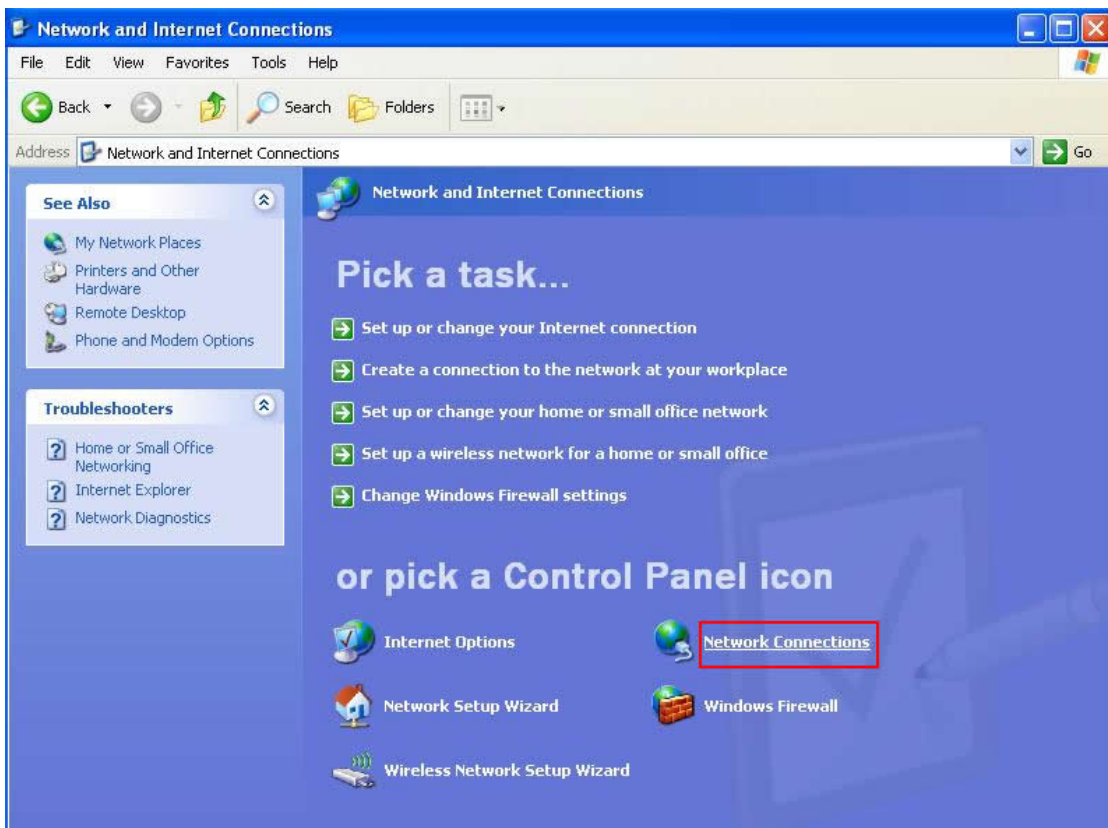 Network and Internet Connections
File Edit View Favorites Tools Help
Back Search Folders
Address Network and Internet Connections Go
See Also
My Network Places
Printers and Other
Hardware
Remote Desktop
Phone and Modem Options
Troubleshooters
Home or Small Office
Networking
Internet Explorer
Network Diagnostics
Network and Internet Connections
Pick a task...
Set up or change your Internet connection
Create a connection to the network at your workplace
Set up or change your home or small office network
Set up a wireless network for a home or small office
Change Windows Firewall settings
or pick a Control Panel icon
Internet Options Network Connections
Network Setup Wizard Windows Firewall
Wireless Network Setup Wizard